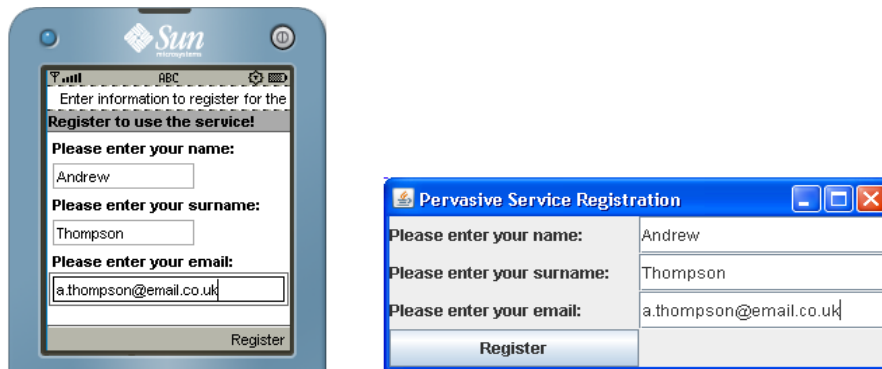 Sun
microsystems
ABC
Enter information to register for the
Register to use the service!
Please enter your name:
Andrew
Please enter your surname:
Thompson
Please enter your email:
a.thompson@email.co.uk
Register
Pervasive Service Registration
Please enter your name: Andrew
Please enter your surname: Thompson
Please enter your email: a.thompson@email.co.uk
Register